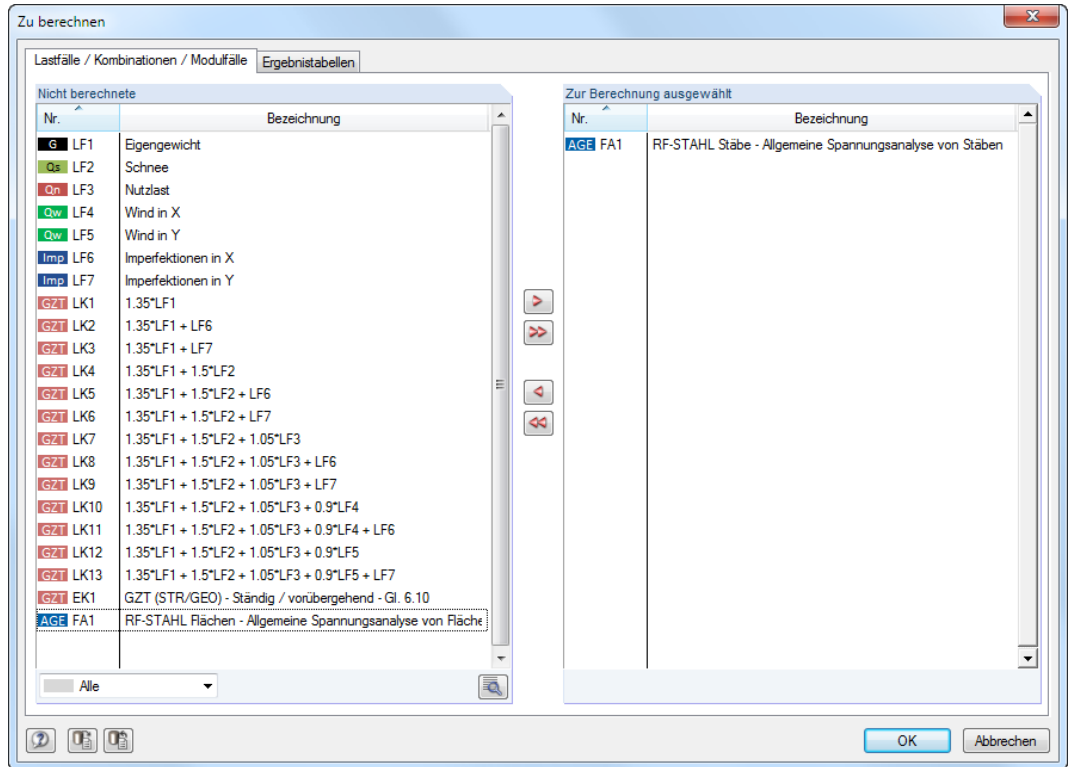 Zu berechnen
Lastfälle / Kombinationen / Modulfälle Ergebnistabellen
Nicht berechnete
Nr. Bezeichnung
G LF1 Eigengewicht
Qs LF2 Schnee
Qn LF3 Nutzlast
Qw LF4 Wind in X
Qw LF5 Wind in Y
Imp LF6 Imperfektionen in X
Imp LF7 Imperfektionen in Y
GZT LK1 1.35*LF1
GZT LK2 1.35*LF1 + LF6
GZT LK3 1.35*LF1 + LF7
GZT LK4 1.35*LF1 + 1.5*LF2
GZT LK5 1.35*LF1 + 1.5*LF2 + LF6
GZT LK6 1.35*LF1 + 1.5*LF2 + LF7
GZT LK7 1.35*LF1 + 1.5*LF2 + 1.05*LF3
GZT LK8 1.35*LF1 + 1.5*LF2 + 1.05*LF3 + LF6
GZT LK9 1.35*LF1 + 1.5*LF2 + 1.05*LF3 + LF7
GZT LK10 1.35*LF1 + 1.5*LF2 + 1.05*LF3 + 0.9*LF4
GZT LK11 1.35*LF1 + 1.5*LF2 + 1.05*LF3 + 0.9*LF4 + LF6
GZT LK12 1.35*LF1 + 1.5*LF2 + 1.05*LF3 + 0.9*LF5
GZT LK13 1.35*LF1 + 1.5*LF2 + 1.05*LF3 + 0.9*LF5 + LF7
GZT EK1 GZT (STR/GEO) - Ständig / vorübergehend - Gl. 6.10
AGE FA1 RF-STAHL Flächen - Allgemeine Spannungsanalyse von Fläche
Alle
Zur Berechnung ausgewählt
Nr. Bezeichnung
AGE FA1 RF-STAHL Stäbe - Allgemeine Spannungsanalyse von Stäben
OK Abbrechen